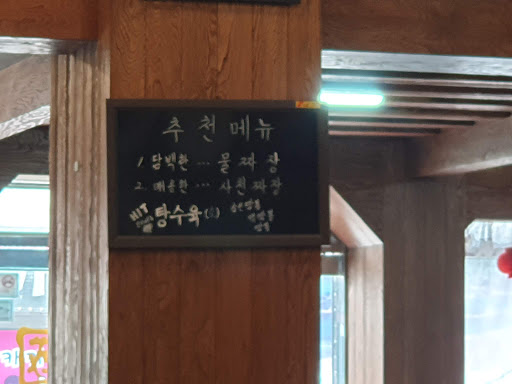 추천메뉴
1. 담백한 ... 물짜장
2. 매콤한 ... 사천짜장
HIT 탕수육(小)